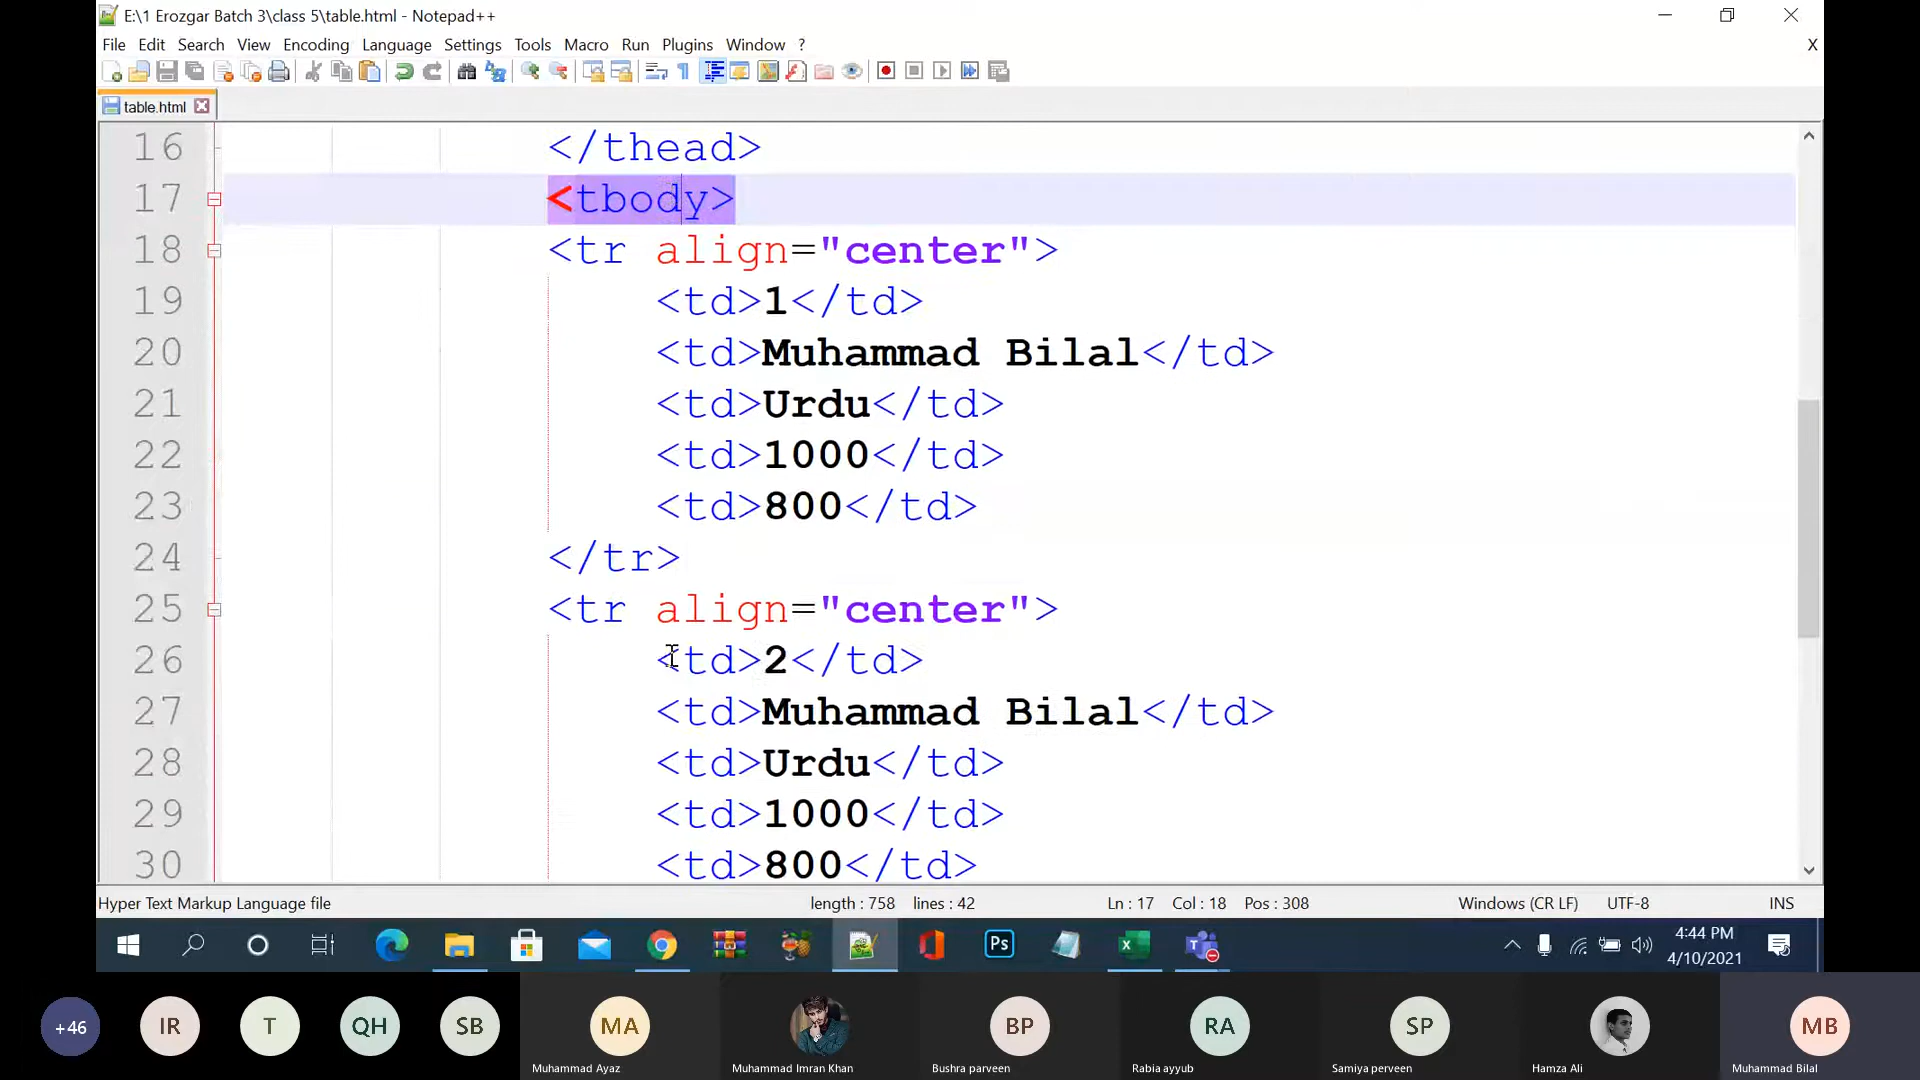 E:\1 Erozgar Batch 3\class 5\table.html - Notepad++
File Edit Search View Encoding Language Settings Tools Macro Run Plugins Window ? X
table.html
16 </thead>
17 <tbody>
18 <tr align="center">
19 <td>1</td>
20 <td>Muhammad Bilal</td>
21 <td>Urdu</td>
22 <td>1000</td>
23 <td>800</td>
24 </tr>
25 <tr align="center">
26 <td>2</td>
27 <td>Muhammad Bilal</td>
28 <td>Urdu</td>
29 <td>1000</td>
30 <td>800</td>
Hyper Text Markup Language file length : 758 lines : 42 Ln : 17 Col : 18 Pos : 308 Windows (CR LF) UTF-8 INS
Ps
4:44 PM
4/10/2021
+46 IR T QH SB MA BP RA SP MB
Muhammad Ayaz Muhammad Imran Khan Bushra parveen Rabia ayyub Samiya perveen Hamza Ali Muhammad Bilal